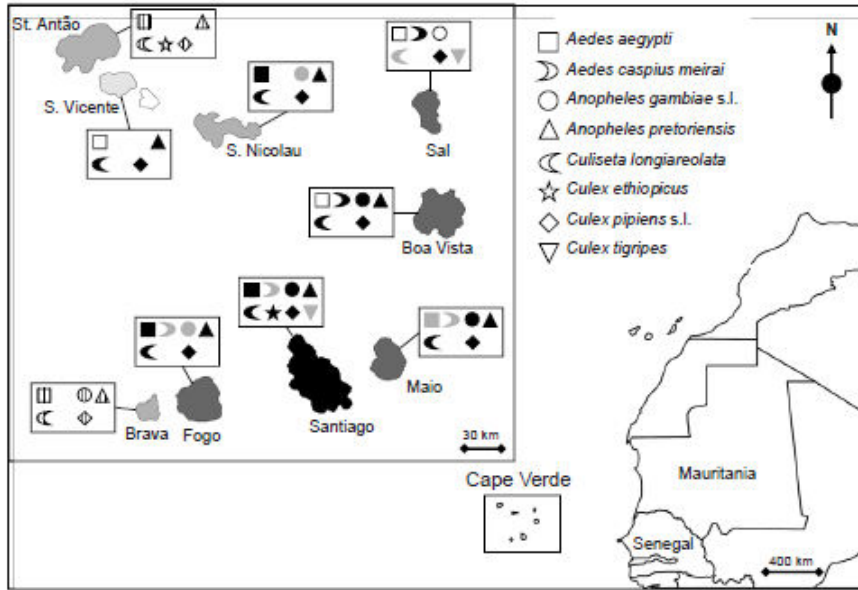 St. Antão
S. Vicente
S. Nicolau
Sal
Boa Vista
Brava
Fogo
Santiago
Maio
30 km
Aedes aegypti
Aedes caspius meirai
Anopheles gambiae s.l.
Anopheles pretoriensis
Culiseta longiareolata
Culex ethiopicus
Culex pipiens s.l.
Culex tigripes
N
Cape Verde
Mauritania
Senegal
400 km